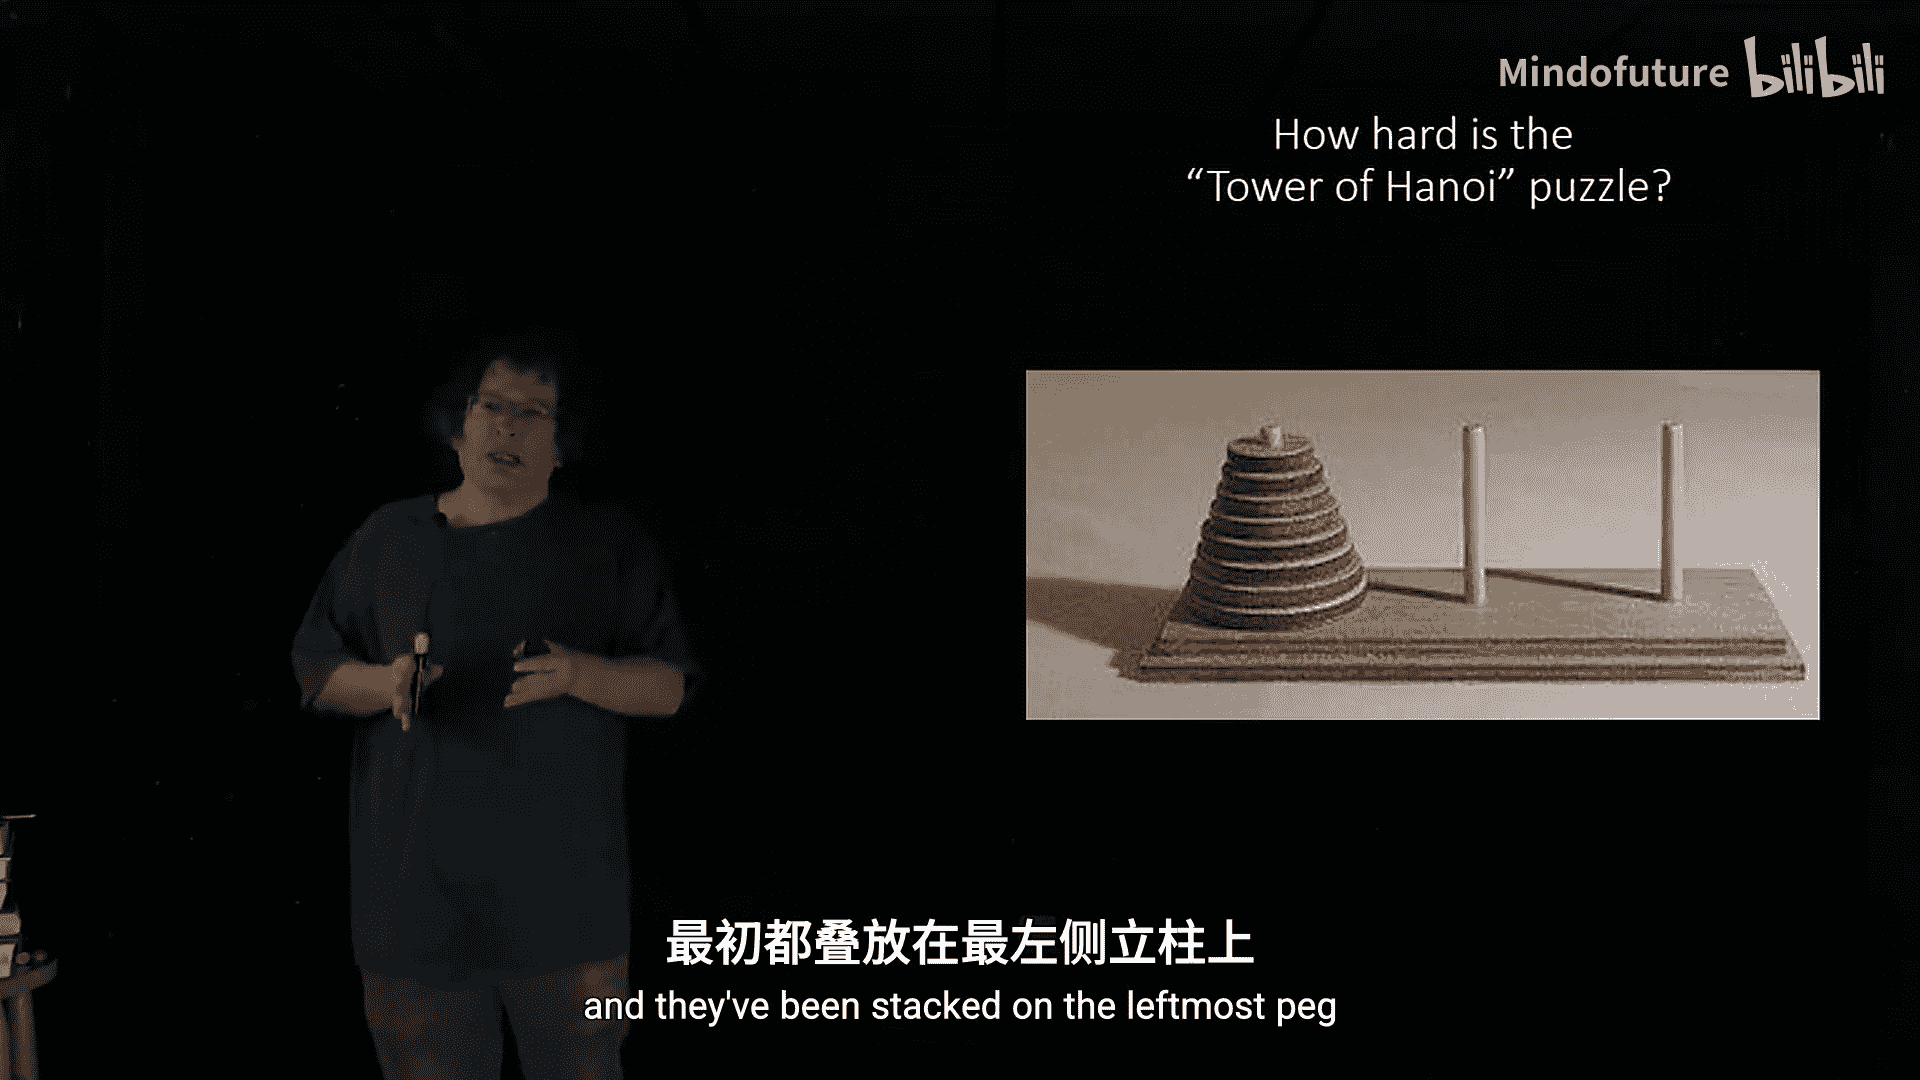 Mindofuture bilibili
How hard is the
“Tower of Hanoi” puzzle?
最初都叠放在最左侧立柱上
and they've been stacked on the leftmost peg